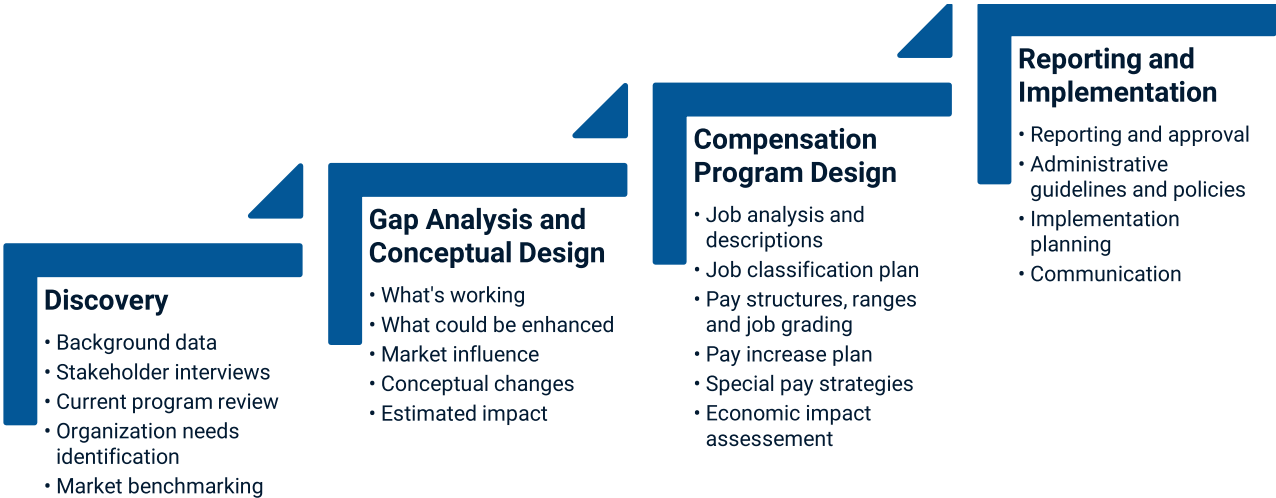 Discovery
• Background data
• Stakeholder interviews
• Current program review
• Organization needs
identification
• Market benchmarking
Gap Analysis and
Conceptual Design
• What's working
• What could be enhanced
• Market influence
• Conceptual changes
• Estimated impact
Compensation
Program Design
• Job analysis and
descriptions
• Job classification plan
• Pay structures, ranges
and job grading
• Pay increase plan
• Special pay strategies
• Economic impact
assessement
Reporting and
Implementation
• Reporting and approval
• Administrative
guidelines and policies
• Implementation
planning
• Communication